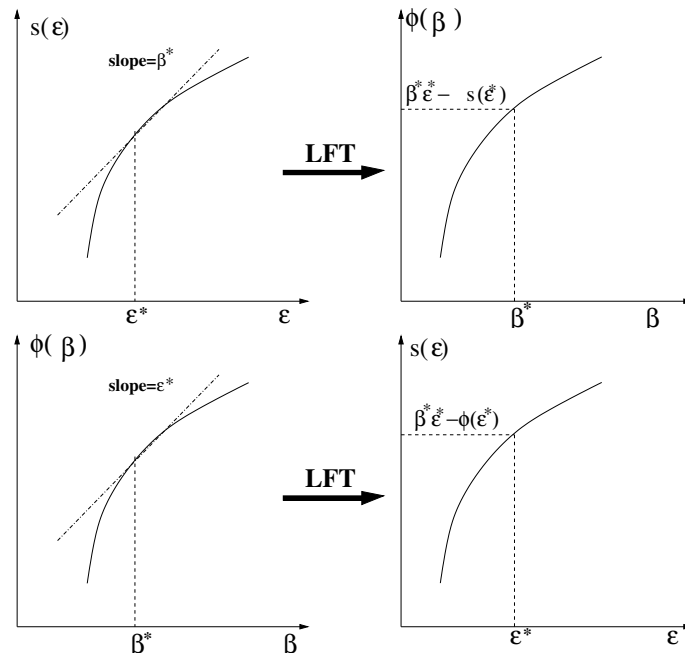 s(ε)
slope=β*
ε*
ε
LFT
ϕ(β)
β*ε*− s(ε*)
β*
β
ϕ(β)
slope=ε*
β*
β
LFT
s(ε)
β*ε*−ϕ(ε*)
ε*
ε